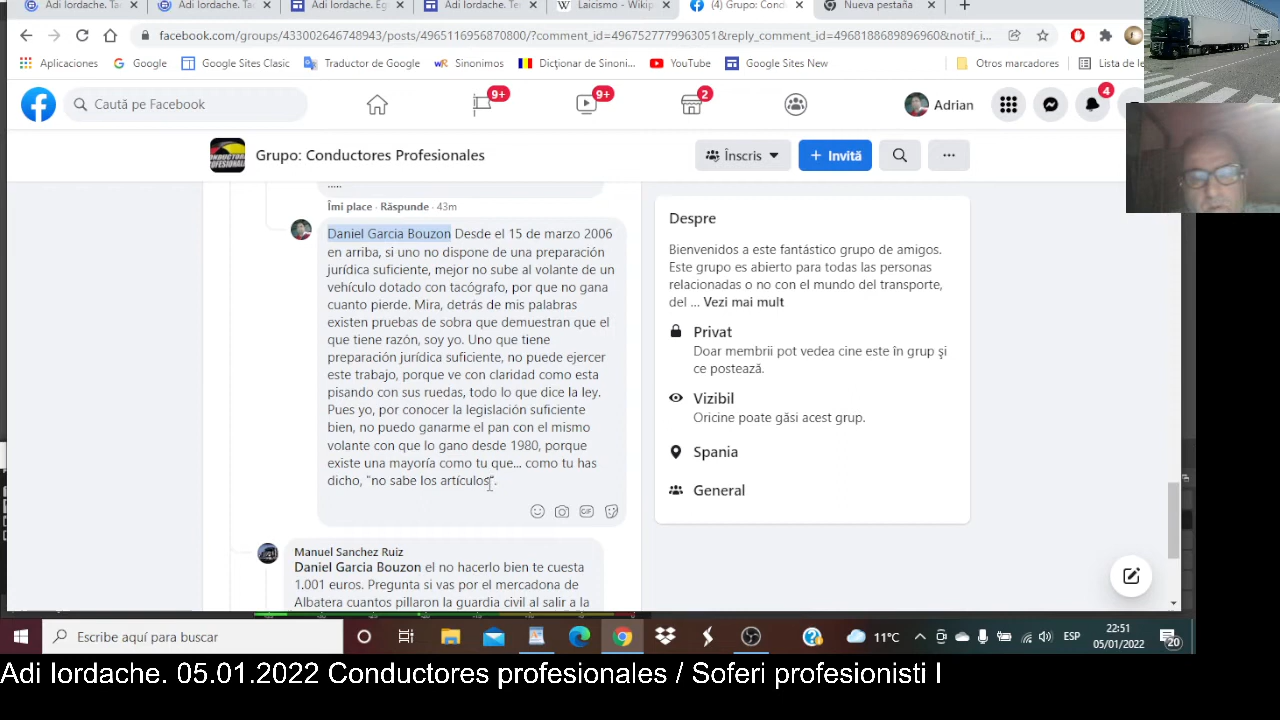 Adi Iordache. Tac
Adi Iordache. Tac
Adi Iordache. Eg
Adi Iordache. Te
Laicismo - Wikip
(4) Grupo: Cond
Nueva pestaña
facebook.com/groups/433002646748943/posts/
Aplicaciones
Google
Google Sites Clasic
Traductor de Google
Sinonimos
Dicţionar de Sinoni...
YouTube
Google Sites New
Otros marcadores
Lista de le
Caută pe Facebook
9+
9+
2
Adrian
4
Grupo: Conductores Profesionales
Înscris
+ Invită
Îmi place · Răspunde · 43m
Daniel Garcia Bouzon Desde el 15 de marzo 2006
en arriba, si uno no dispone de una preparación
jurídica suficiente, mejor no sube al volante de un
vehículo dotado con tacógrafo, por que no gana
cuanto pierde. Mira, detrás de mis palabras
existen pruebas de sobra que demuestran que el
que tiene razón, soy yo. Uno que tiene
preparación jurídica suficiente, no puede ejercer
este trabajo, porque ve con claridad como esta
pisando con sus ruedas, todo lo que dice la ley.
Pues yo, por conocer la legislación suficiente
bien, no puedo ganarme el pan con el mismo
volante con que lo gano desde 1980, porque
existe una mayoría como tu que... como tu has
dicho, "no sabe los artículos".
GIF
Manuel Sanchez Ruiz
Daniel Garcia Bouzon el no hacerlo bien te cuesta
1.001 euros. Pregunta si vas por el mercadona de
Albatera cuantos pillaron la guardia civil al salir a la
Despre
Bienvenidos a este fantástico grupo de amigos.
Este grupo es abierto para todas las personas
relacionadas o no con el mundo del transporte,
del ... Vezi mai mult
Privat
Doar membrii pot vedea cine este în grup şi
ce postează.
Vizibil
Oricine poate găsi acest grup.
Spania
General
Escribe aquí para buscar
11°C
ESP
22:51
05/01/2022
20
Adi Iordache. 05.01.2022 Conductores profesionales / Soferi profesionisti I